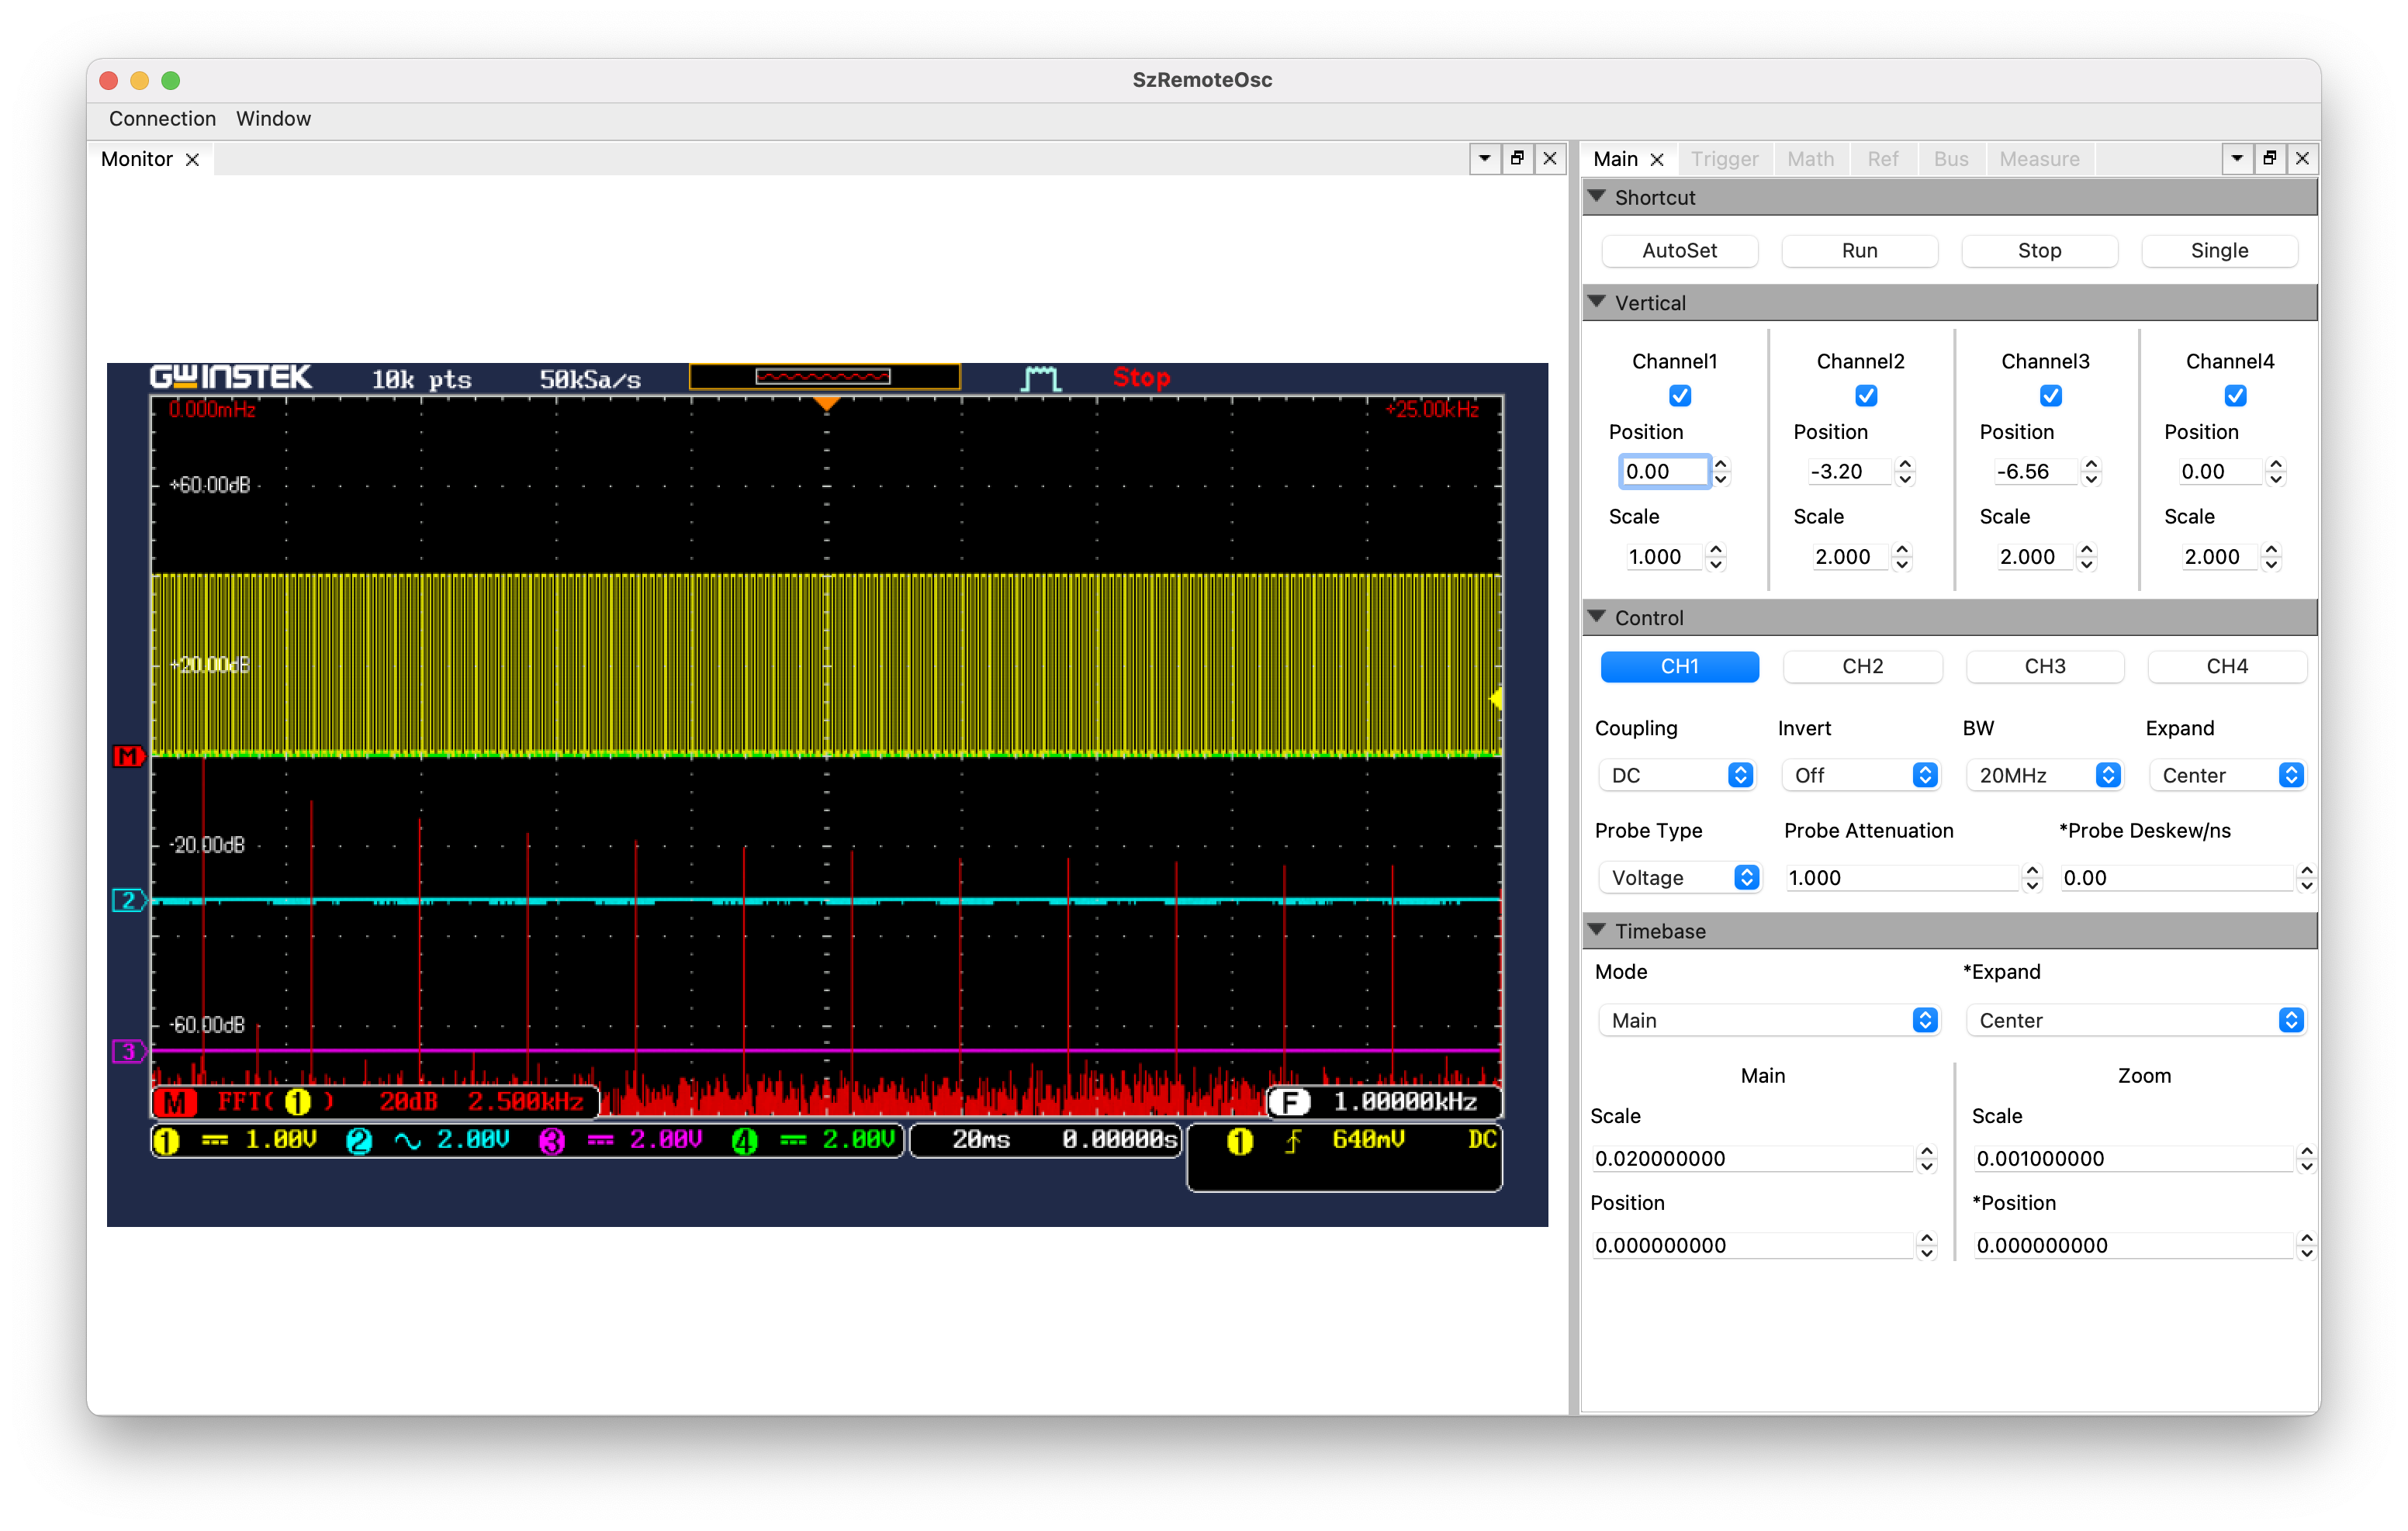 SzRemoteOsc
Connection Window
Monitor
Main Trigger Math Ref Bus Measure
Shortcut
AutoSet Run Stop Single
Vertical
Channel1 Channel2 Channel3 Channel4
Position Position Position Position
0.00 -3.20 -6.56 0.00
Scale Scale Scale Scale
1.000 2.000 2.000 2.000
Control
CH1 CH2 CH3 CH4
Coupling Invert BW Expand
DC Off 20MHz Center
Probe Type Probe Attenuation *Probe Deskew/ns
Voltage 1.000 0.00
Timebase
Mode *Expand
Main Center
Main Zoom
Scale Scale
0.020000000 0.001000000
Position *Position
0.000000000 0.000000000
GWINSTEK 10k pts 50kSa/s Stop
0.000mHz +25.00kHz
+60.00dB
+20.00dB
M
-20.00dB
2
-60.00dB
3
M FFT( 1 ) 20dB 2.500kHz F 1.00000kHz
1 1.00V 2 2.00V 3 2.00V 4 2.00V 20ms 0.00000s 1 640mV DC